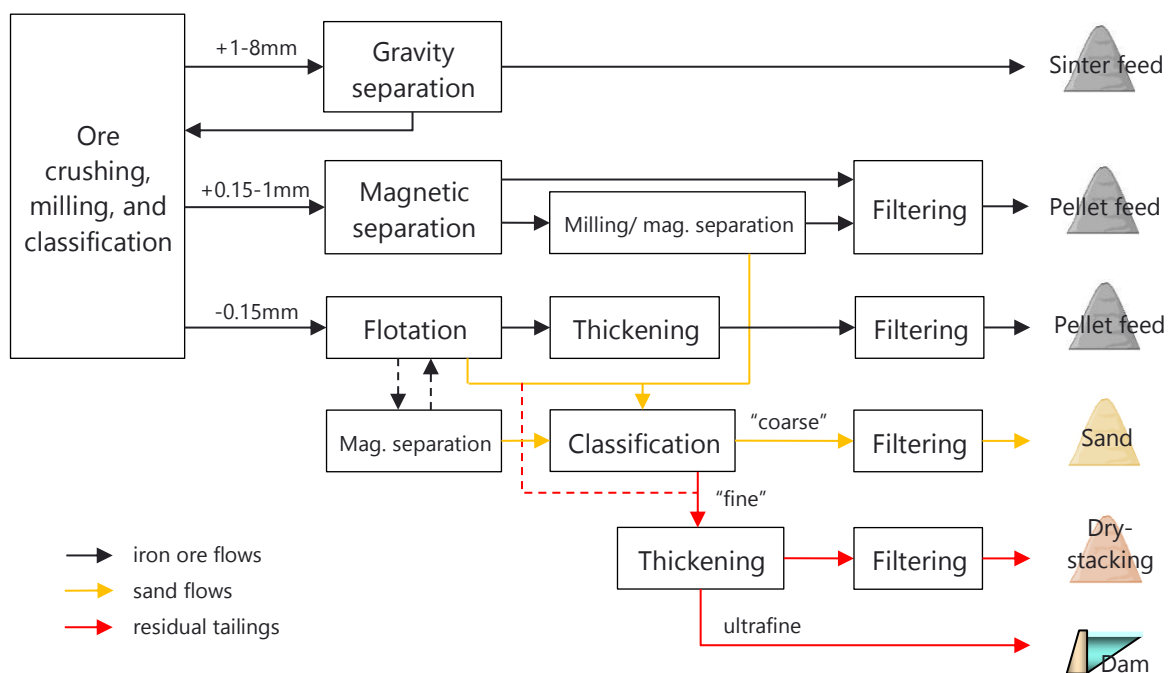 +1-8mm
Gravity
separation
Sinter feed
Ore
crushing,
milling, and
classification
+0.15-1mm
Magnetic
separation
Milling/ mag. separation
Filtering
Pellet feed
-0.15mm
Flotation
Thickening
Filtering
Pellet feed
Mag. separation
Classification
“coarse”
Filtering
Sand
“fine”
Thickening
Filtering
Dry-
stacking
iron ore flows
sand flows
residual tailings
ultrafine
Dam